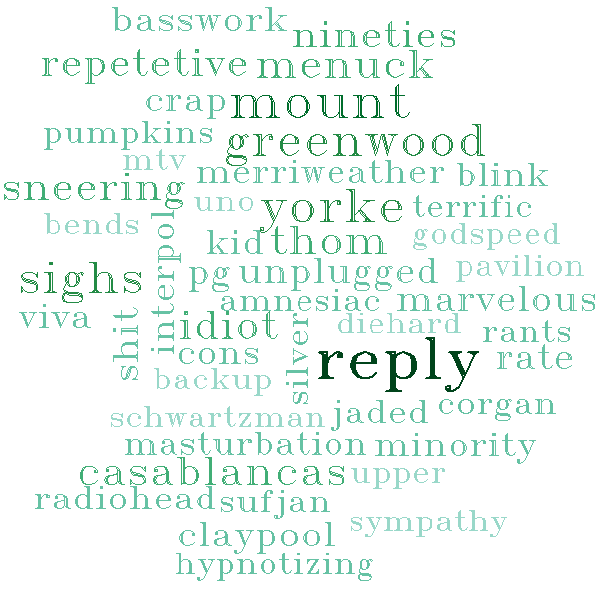 basswork
nineties
repetetive menuck
crap mount
pumpkins greenwood
mtv merriweather blink
sneering
uno yorke terrific
bends interpol kid thom godspeed
sighs pg unplugged pavilion
amnesiac marvelous
viva shit idiot silver diehard rants
cons reply rate
backup
schwartzman jaded corgan
masturbation minority
casablancas upper
radiohead sufjan
claypool sympathy
hypnotizing